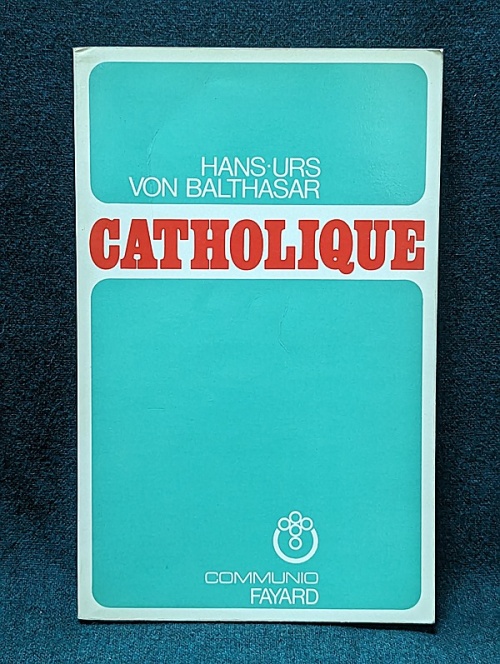 HANS·URS
VON BALTHASAR
CATHOLIQUE
COMMUNIO
FAYARD